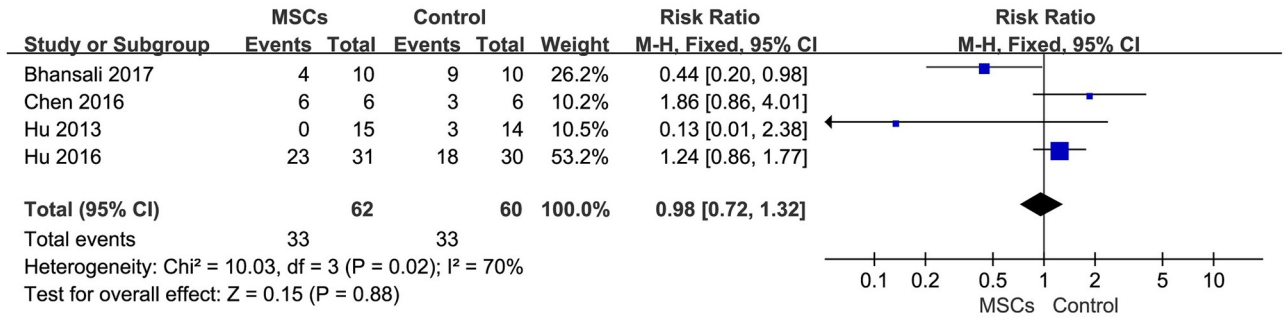 MSCs Control Risk Ratio Risk Ratio
Study or Subgroup Events Total Events Total Weight M-H, Fixed, 95% CI M-H, Fixed, 95% CI
Bhansali 2017 4 10 9 10 26.2% 0.44 [0.20, 0.98]
Chen 2016 6 6 3 6 10.2% 1.86 [0.86, 4.01]
Hu 2013 0 15 3 14 10.5% 0.13 [0.01, 2.38]
Hu 2016 23 31 18 30 53.2% 1.24 [0.86, 1.77]
Total (95% CI) 62 60 100.0% 0.98 [0.72, 1.32]
Total events 33 33
Heterogeneity: Chi² = 10.03, df = 3 (P = 0.02); I² = 70%
Test for overall effect: Z = 0.15 (P = 0.88)
0.1 0.2 0.5 1 2 5 10
MSCs Control